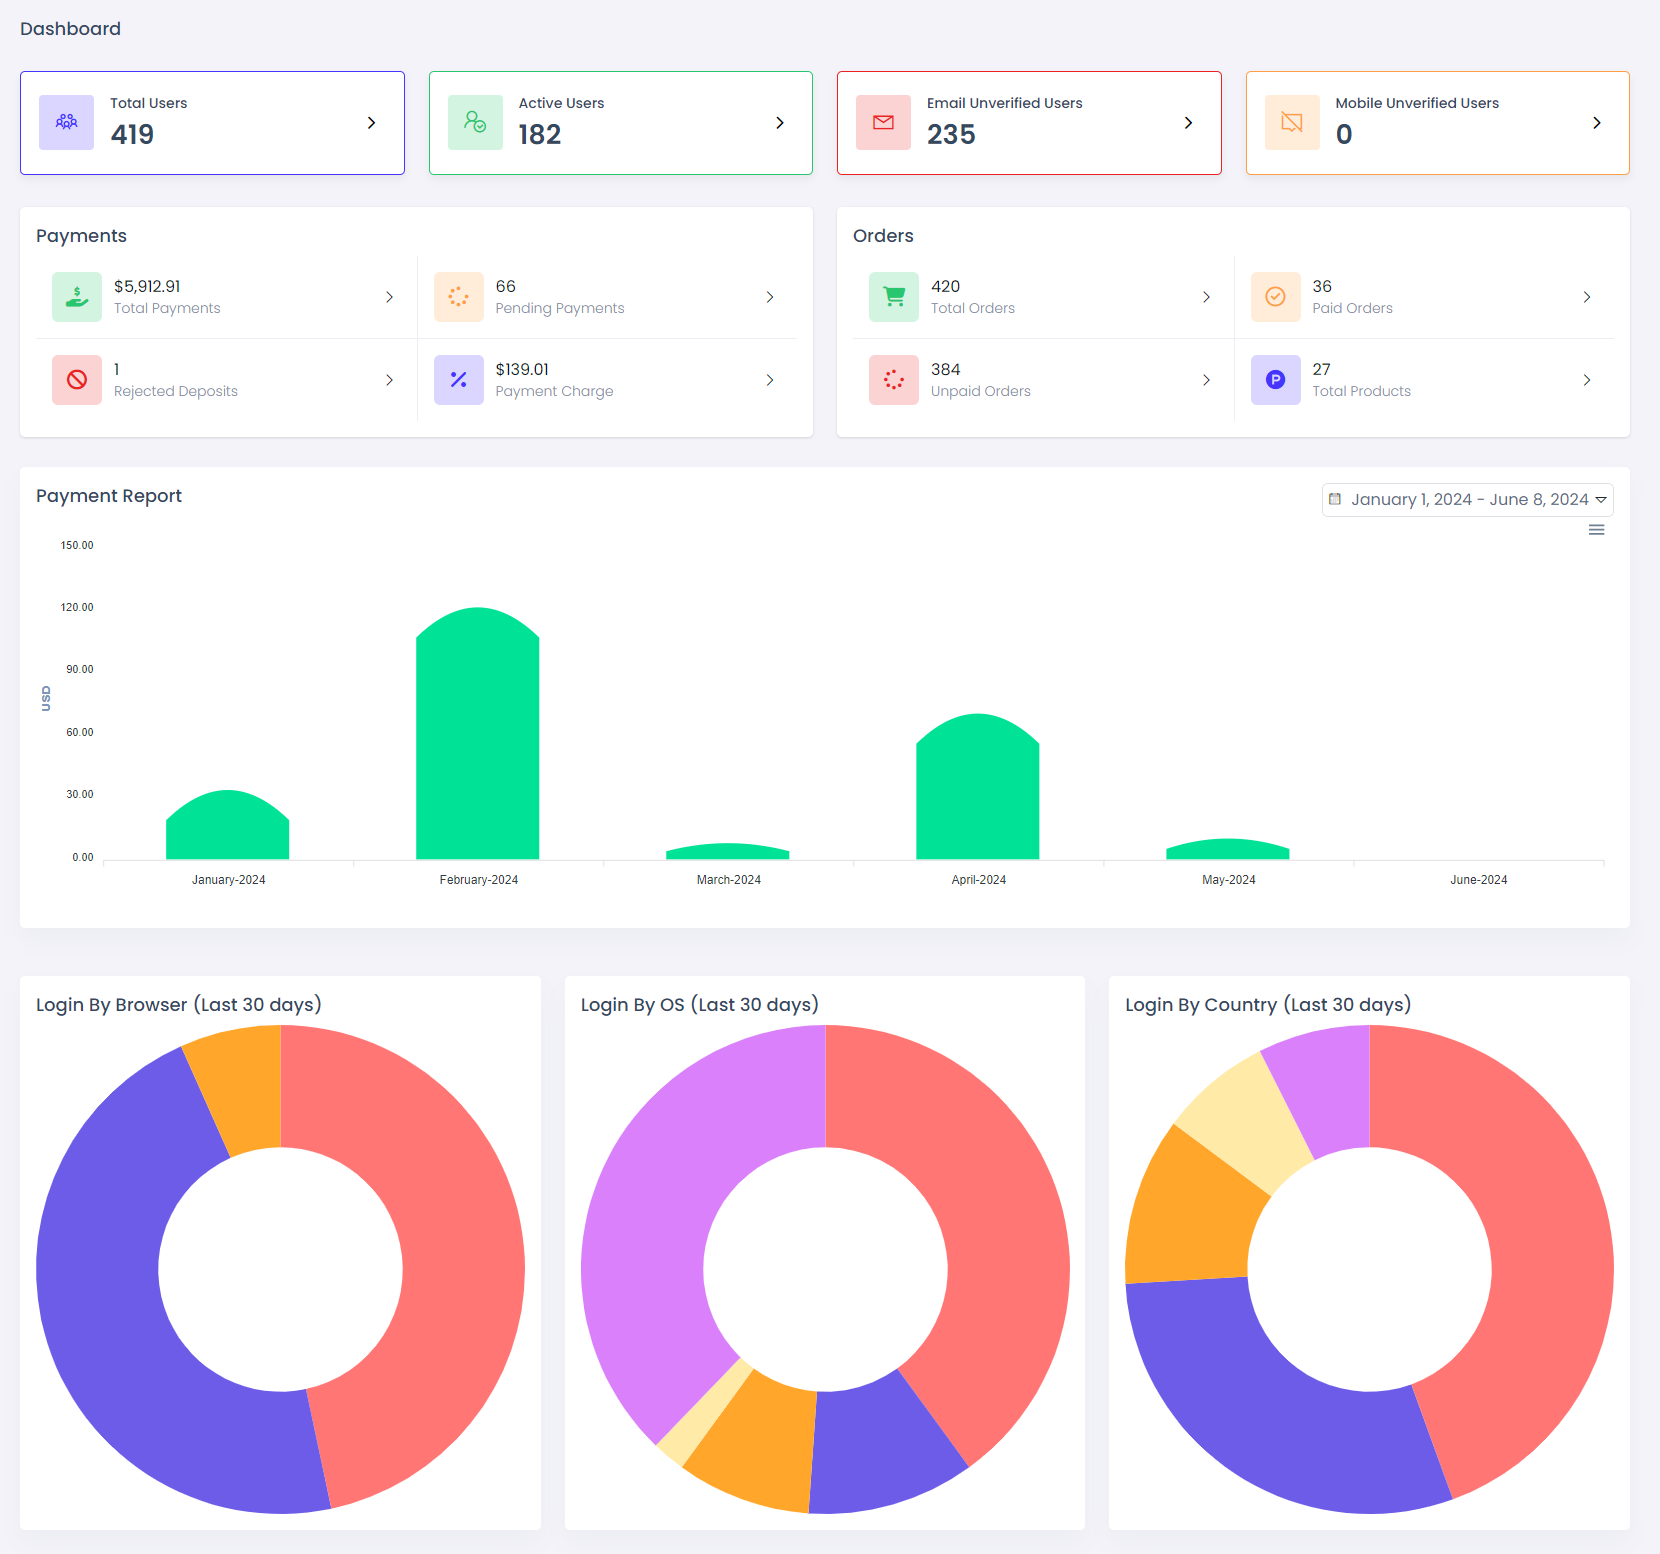 Dashboard
Total Users
419
Active Users
182
Email Unverified Users
235
Mobile Unverified Users
0
Payments
$5,912.91
Total Payments
66
Pending Payments
1
Rejected Deposits
$139.01
Payment Charge
Orders
420
Total Orders
36
Paid Orders
384
Unpaid Orders
27
Total Products
Payment Report
January 1, 2024 - June 8, 2024
150.00
120.00
90.00
60.00
30.00
0.00
USD
January-2024
February-2024
March-2024
April-2024
May-2024
June-2024
Login By Browser (Last 30 days)
Login By OS (Last 30 days)
Login By Country (Last 30 days)